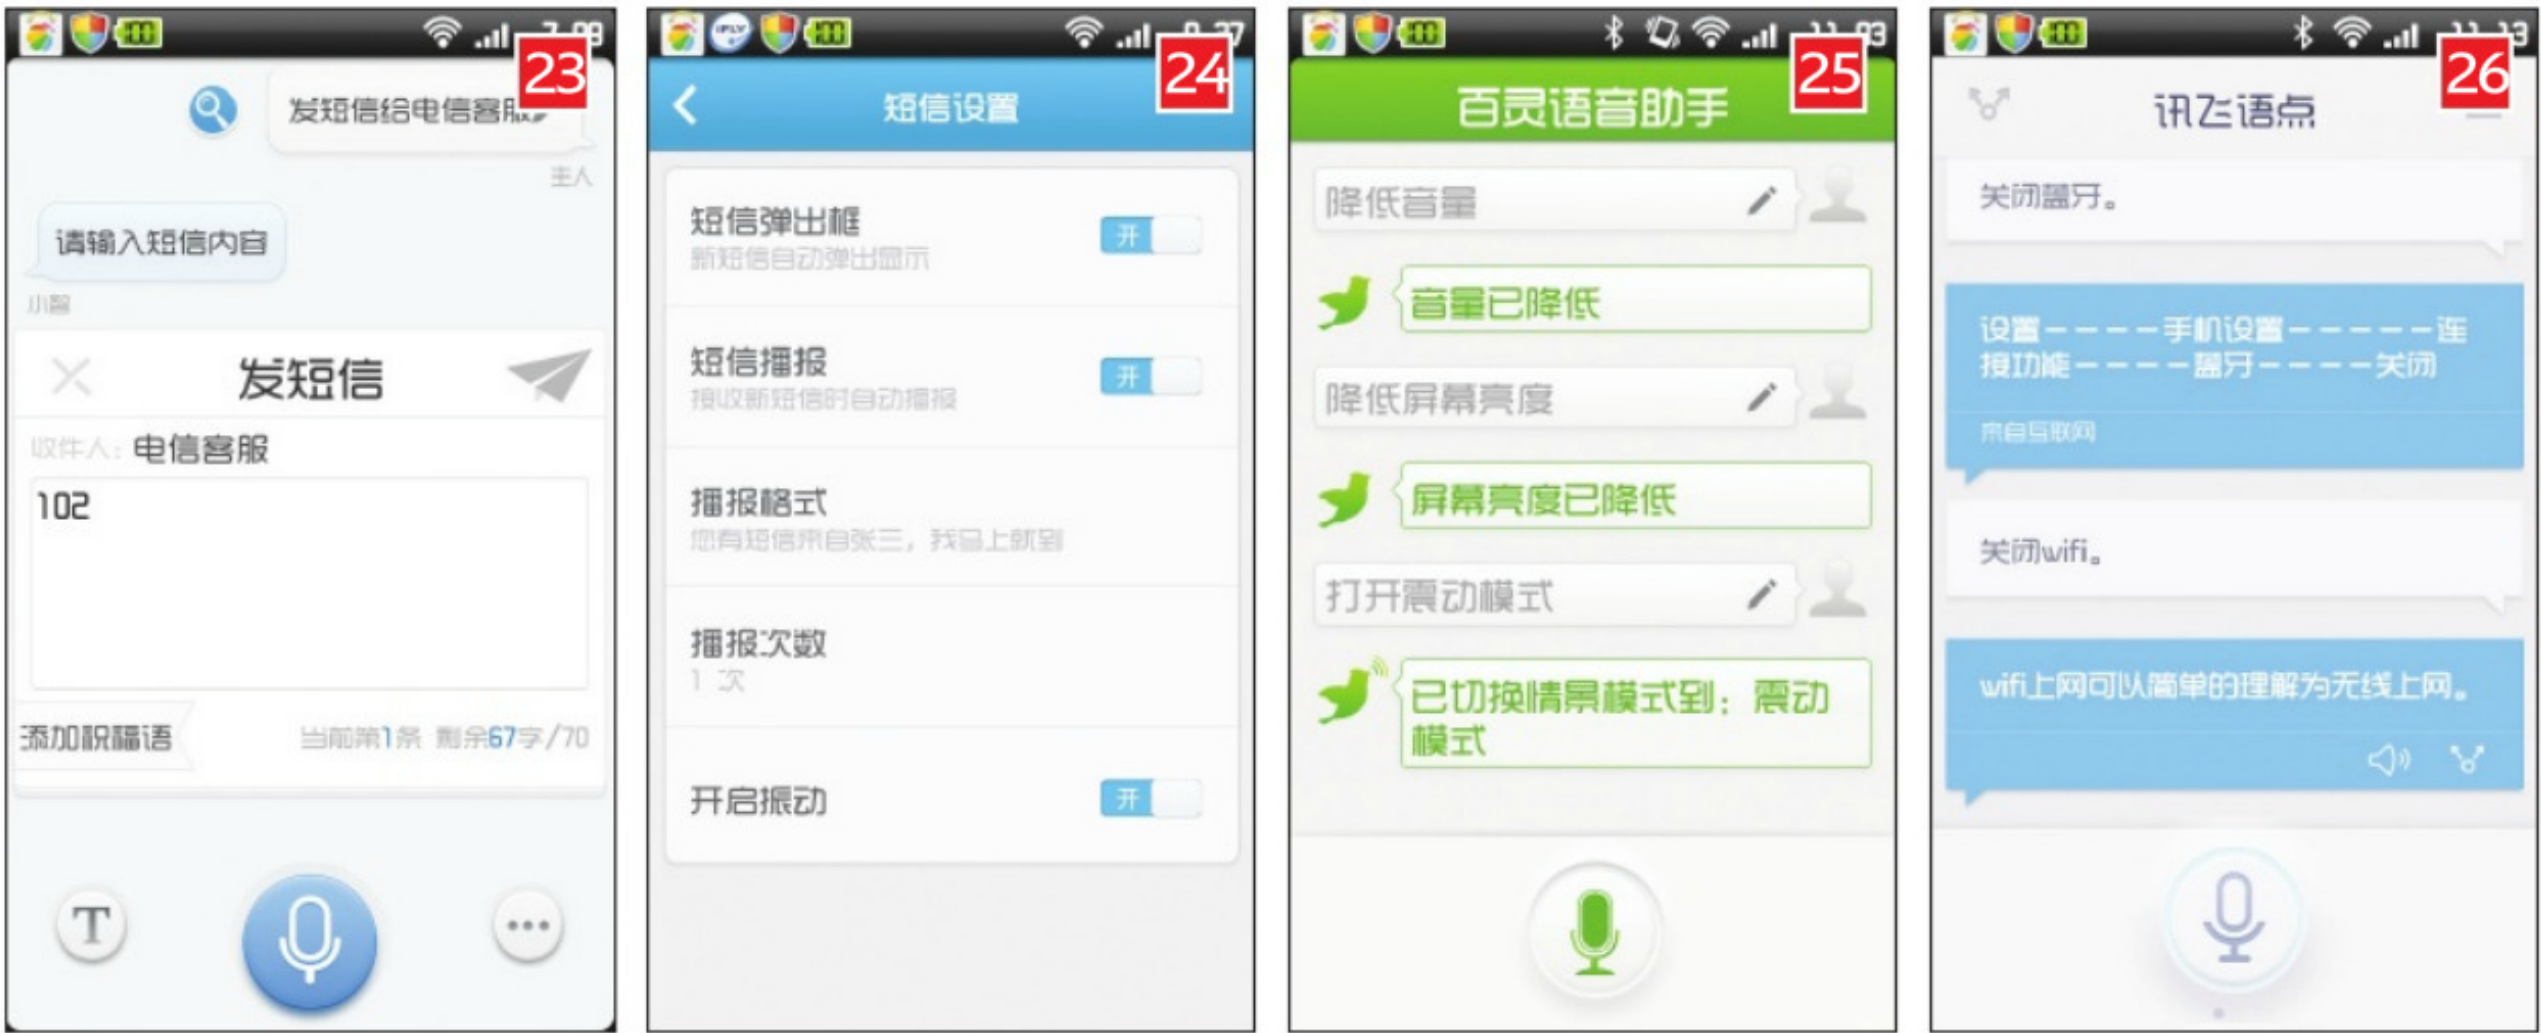 23
发短信给电信客服
主人
请输入短信内容
小智
发短信
收件人：电信客服
102
添加祝福语
当前第1条 剩余67字/70
T
IFLY
24
短信设置
短信弹出框
开
新短信自动弹出显示
短信播报
开
接收新短信时自动播报
播报格式
您有短信来自张三，我马上就到
播报次数
1 次
开启振动
开
25
百灵语音助手
降低音量
音量已降低
降低屏幕亮度
屏幕亮度已降低
打开震动模式
已切换情景模式到：震动
模式
26
讯飞语点
关闭蓝牙。
设置－－－－手机设置－－－－－连
接功能－－－－蓝牙－－－－关闭
来自互联网
关闭wifi。
wifi上网可以简单的理解为无线上网。